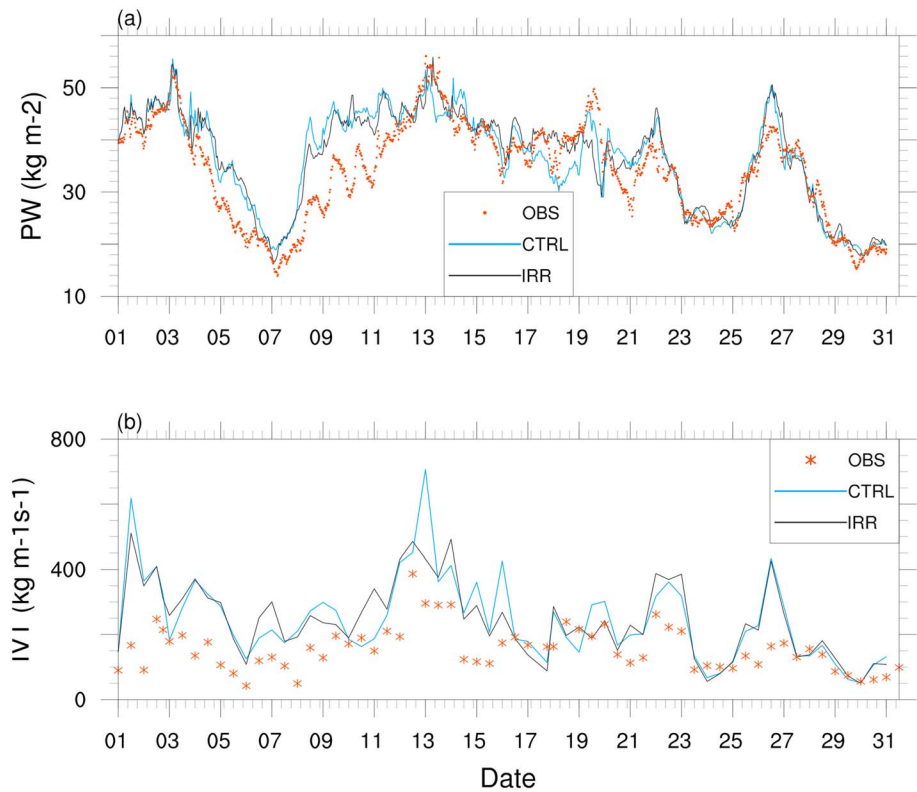 (a)
PW (kg m-2)
50
30
10
OBS
CTRL
IRR
01 03 05 07 09 11 13 15 17 19 21 23 25 27 29 31
(b)
IVI (kg m-1s-1)
800
400
0
OBS
CTRL
IRR
01 03 05 07 09 11 13 15 17 19 21 23 25 27 29 31
Date